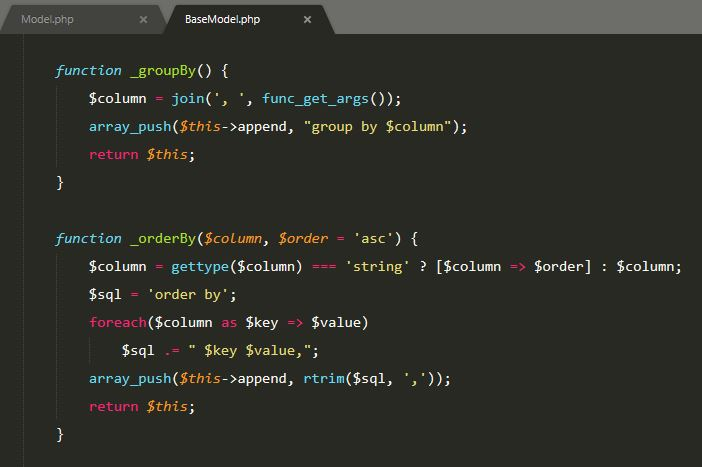 Model.php × BaseModel.php ×
function _groupBy() {
$column = join(', ', func_get_args());
array_push($this->append, "group by $column");
return $this;
}
function _orderBy($column, $order = 'asc') {
$column = gettype($column) === 'string' ? [$column => $order] : $column;
$sql = 'order by';
foreach($column as $key => $value)
$sql .= " $key $value,";
array_push($this->append, rtrim($sql, ','));
return $this;
}